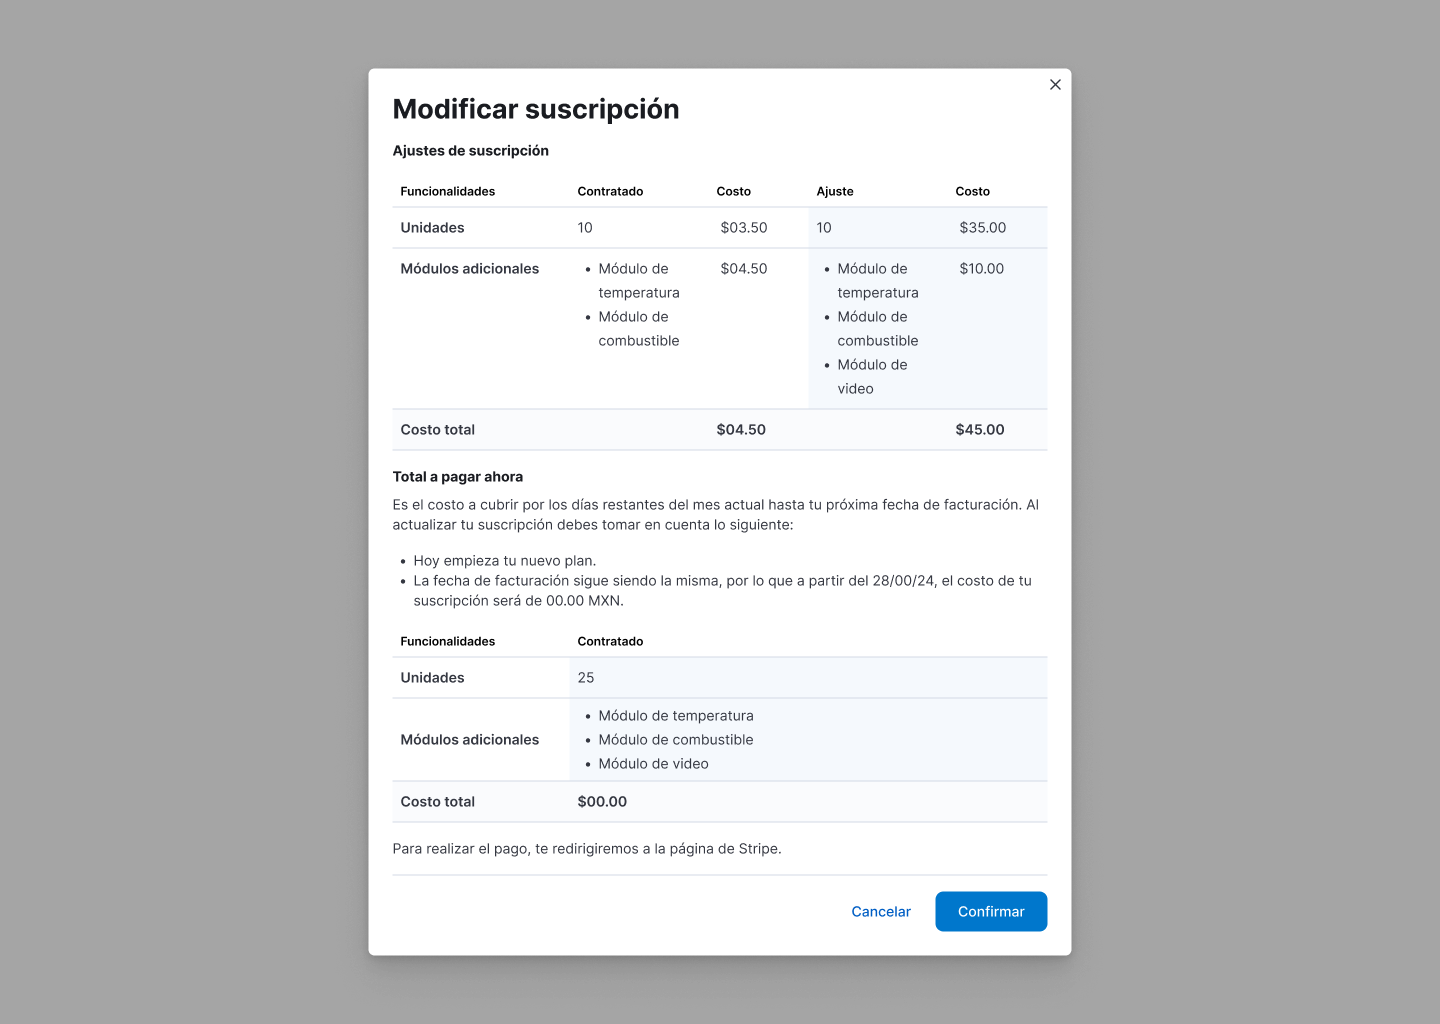 Modificar suscripción
Ajustes de suscripción
Funcionalidades Contratado Costo Ajuste Costo
Unidades 10 $03.50 10 $35.00
Módulos adicionales • Módulo de $04.50 • Módulo de $10.00
temperatura temperatura
• Módulo de • Módulo de
combustible combustible
• Módulo de
video
Costo total $04.50 $45.00
Total a pagar ahora
Es el costo a cubrir por los días restantes del mes actual hasta tu próxima fecha de facturación. Al
actualizar tu suscripción debes tomar en cuenta lo siguiente:
• Hoy empieza tu nuevo plan.
• La fecha de facturación sigue siendo la misma, por lo que a partir del 28/00/24, el costo de tu
suscripción será de 00.00 MXN.
Funcionalidades Contratado
Unidades 25
• Módulo de temperatura
Módulos adicionales • Módulo de combustible
• Módulo de video
Costo total $00.00
Para realizar el pago, te redirigiremos a la página de Stripe.
Cancelar Confirmar